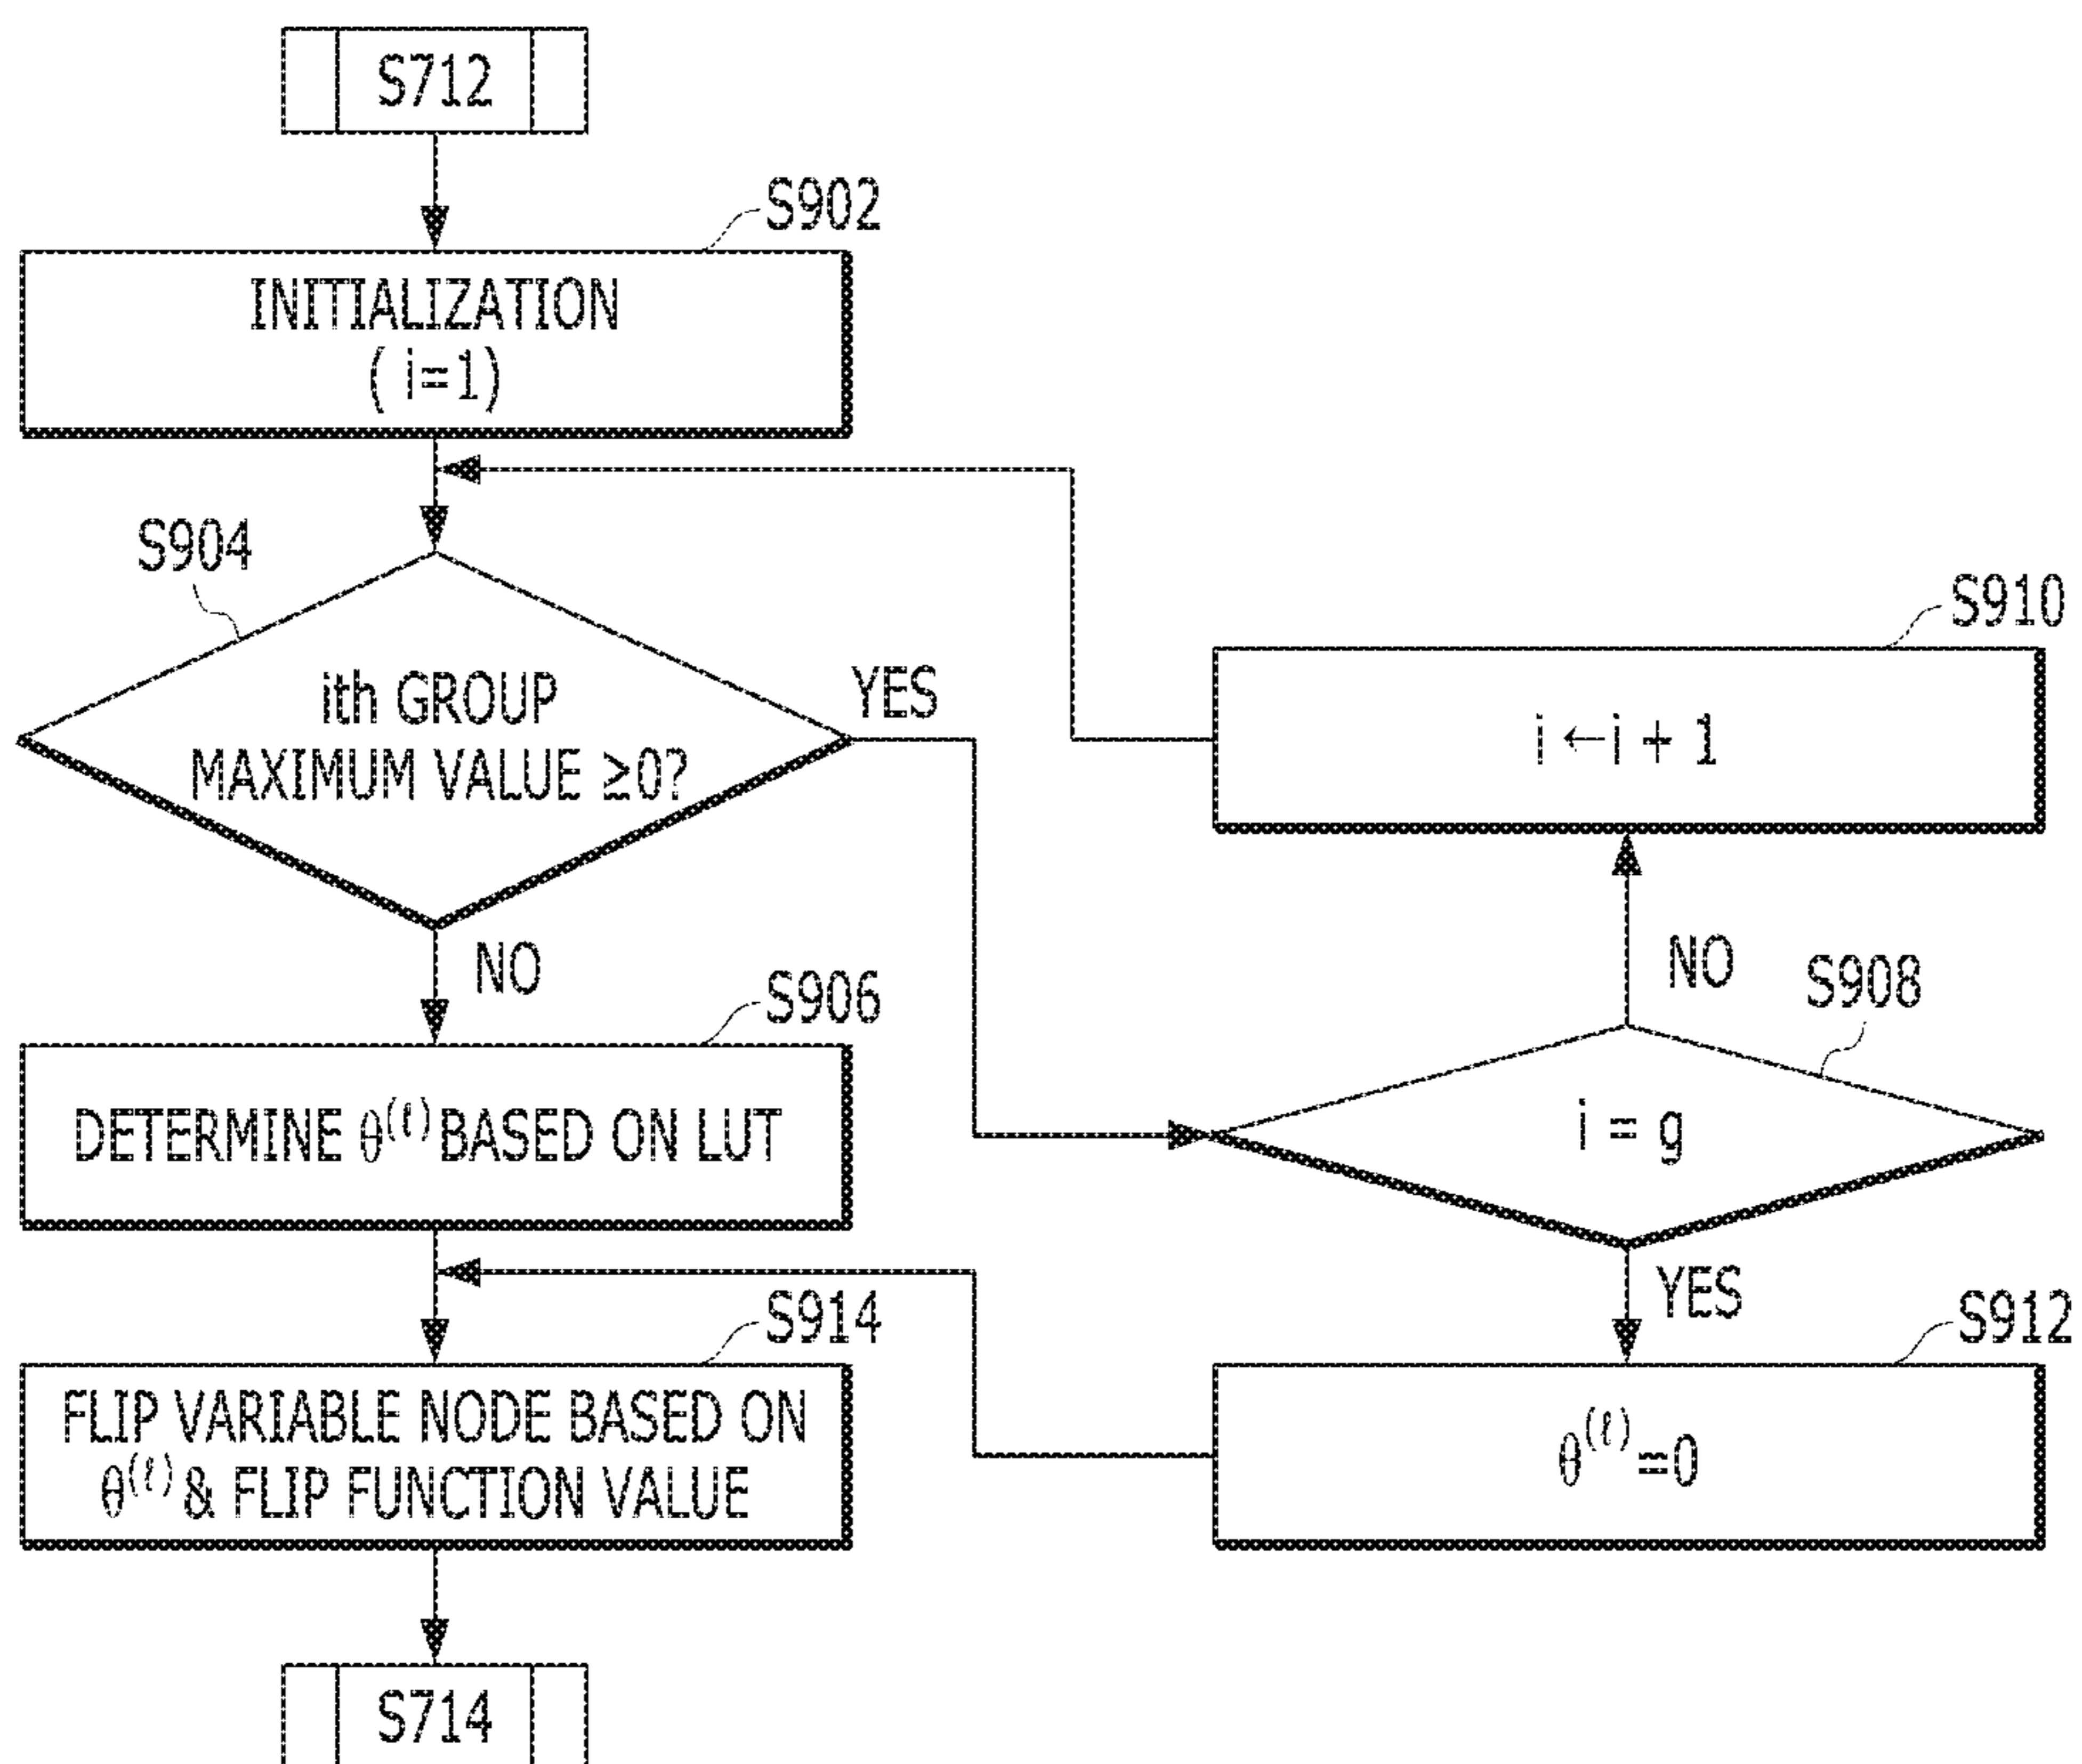 S712
S902
INITIALIZATION
( i=1)
S904
ith GROUP
MAXIMUM VALUE ≥0?
YES
NO
S910
i ←i + 1
NO
S908
i = g
YES
S906
DETERMINE θ^(ℓ) BASED ON LUT
S912
θ^(ℓ)=0
S914
FLIP VARIABLE NODE BASED ON
θ^(ℓ) & FLIP FUNCTION VALUE
S714